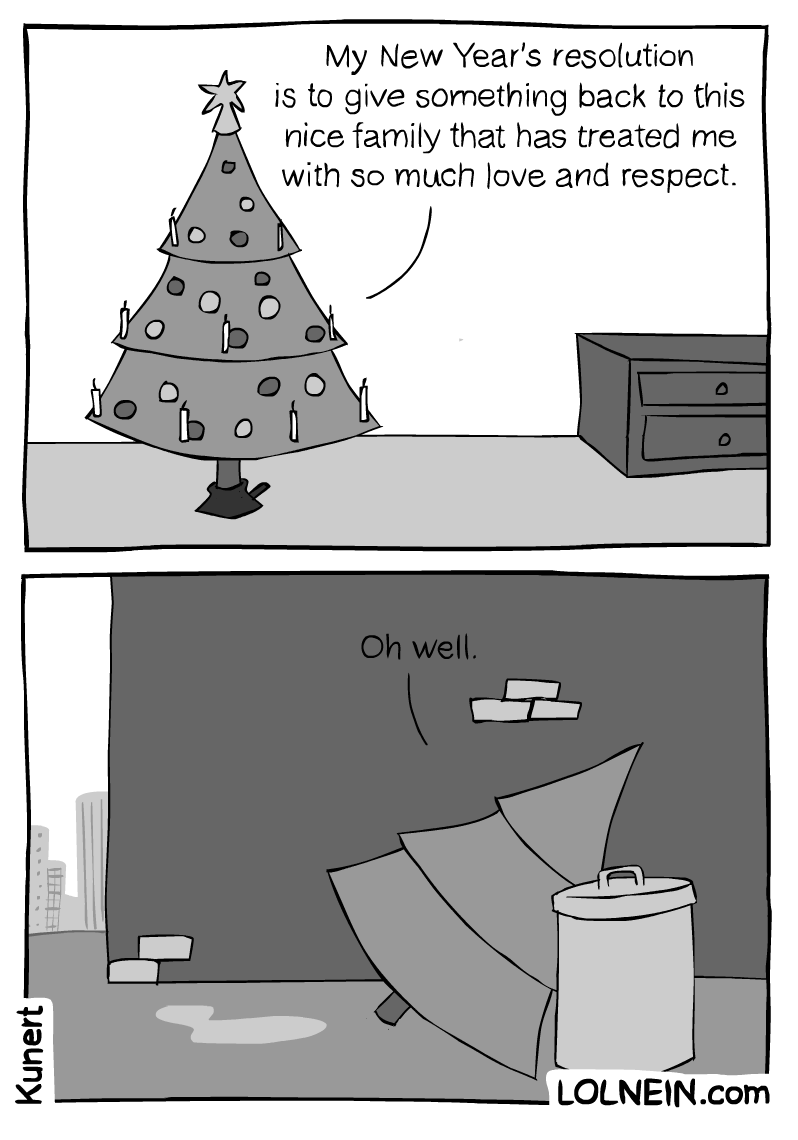 My New Year's resolution
is to give something back to this
nice family that has treated me
with so much love and respect.
Oh well.
Kunert
LOLNEIN.com